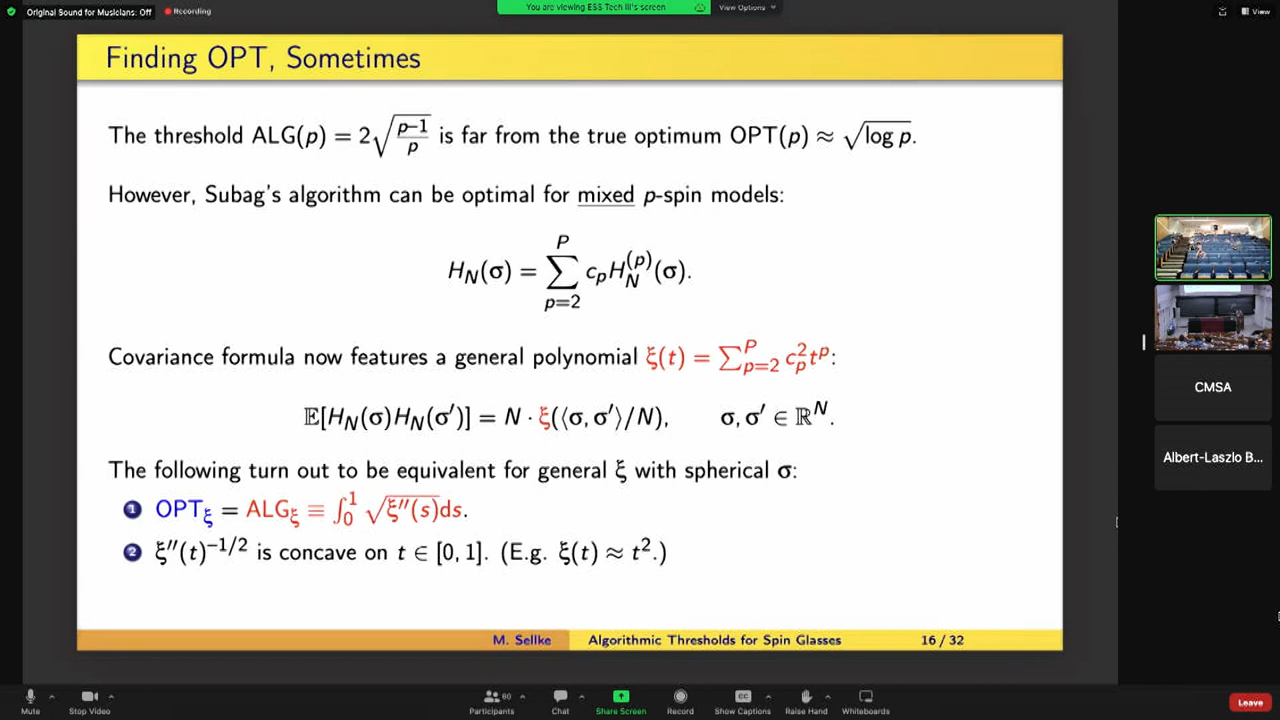 Original Sound for Musicians: Off
Recording
You are viewing ESS Tech III's screen
View Options
View
Finding OPT, Sometimes
The threshold ALG(p) = 2√((p−1)/p) is far from the true optimum OPT(p) ≈ √(log p).
However, Subag's algorithm can be optimal for mixed p-spin models:
H_N(σ) = ∑_{p=2}^{P} c_p H_N^{(p)}(σ).
Covariance formula now features a general polynomial ξ(t) = ∑_{p=2}^{P} c_p^2 t^p:
𝔼[H_N(σ)H_N(σ′)] = N · ξ(⟨σ, σ′⟩/N), σ, σ′ ∈ ℝ^N.
The following turn out to be equivalent for general ξ with spherical σ:
1 OPT_ξ = ALG_ξ ≡ ∫_0^1 √(ξ″(s))ds.
2 ξ″(t)^{−1/2} is concave on t ∈ [0, 1]. (E.g. ξ(t) ≈ t^2.)
M. Sellke Algorithmic Thresholds for Spin Glasses 16 / 32
CMSA
Albert-Laszlo B...
Mute
Stop Video
Participants 60
Chat
Share Screen
Record
CC
Show Captions
Raise Hand
Whiteboards
Leave